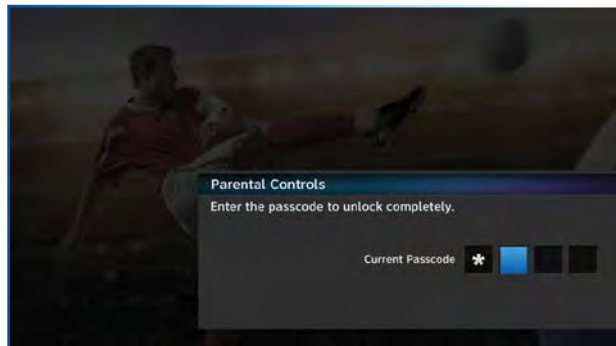 Parental Controls
Enter the passcode to unlock completely.
Current Passcode *